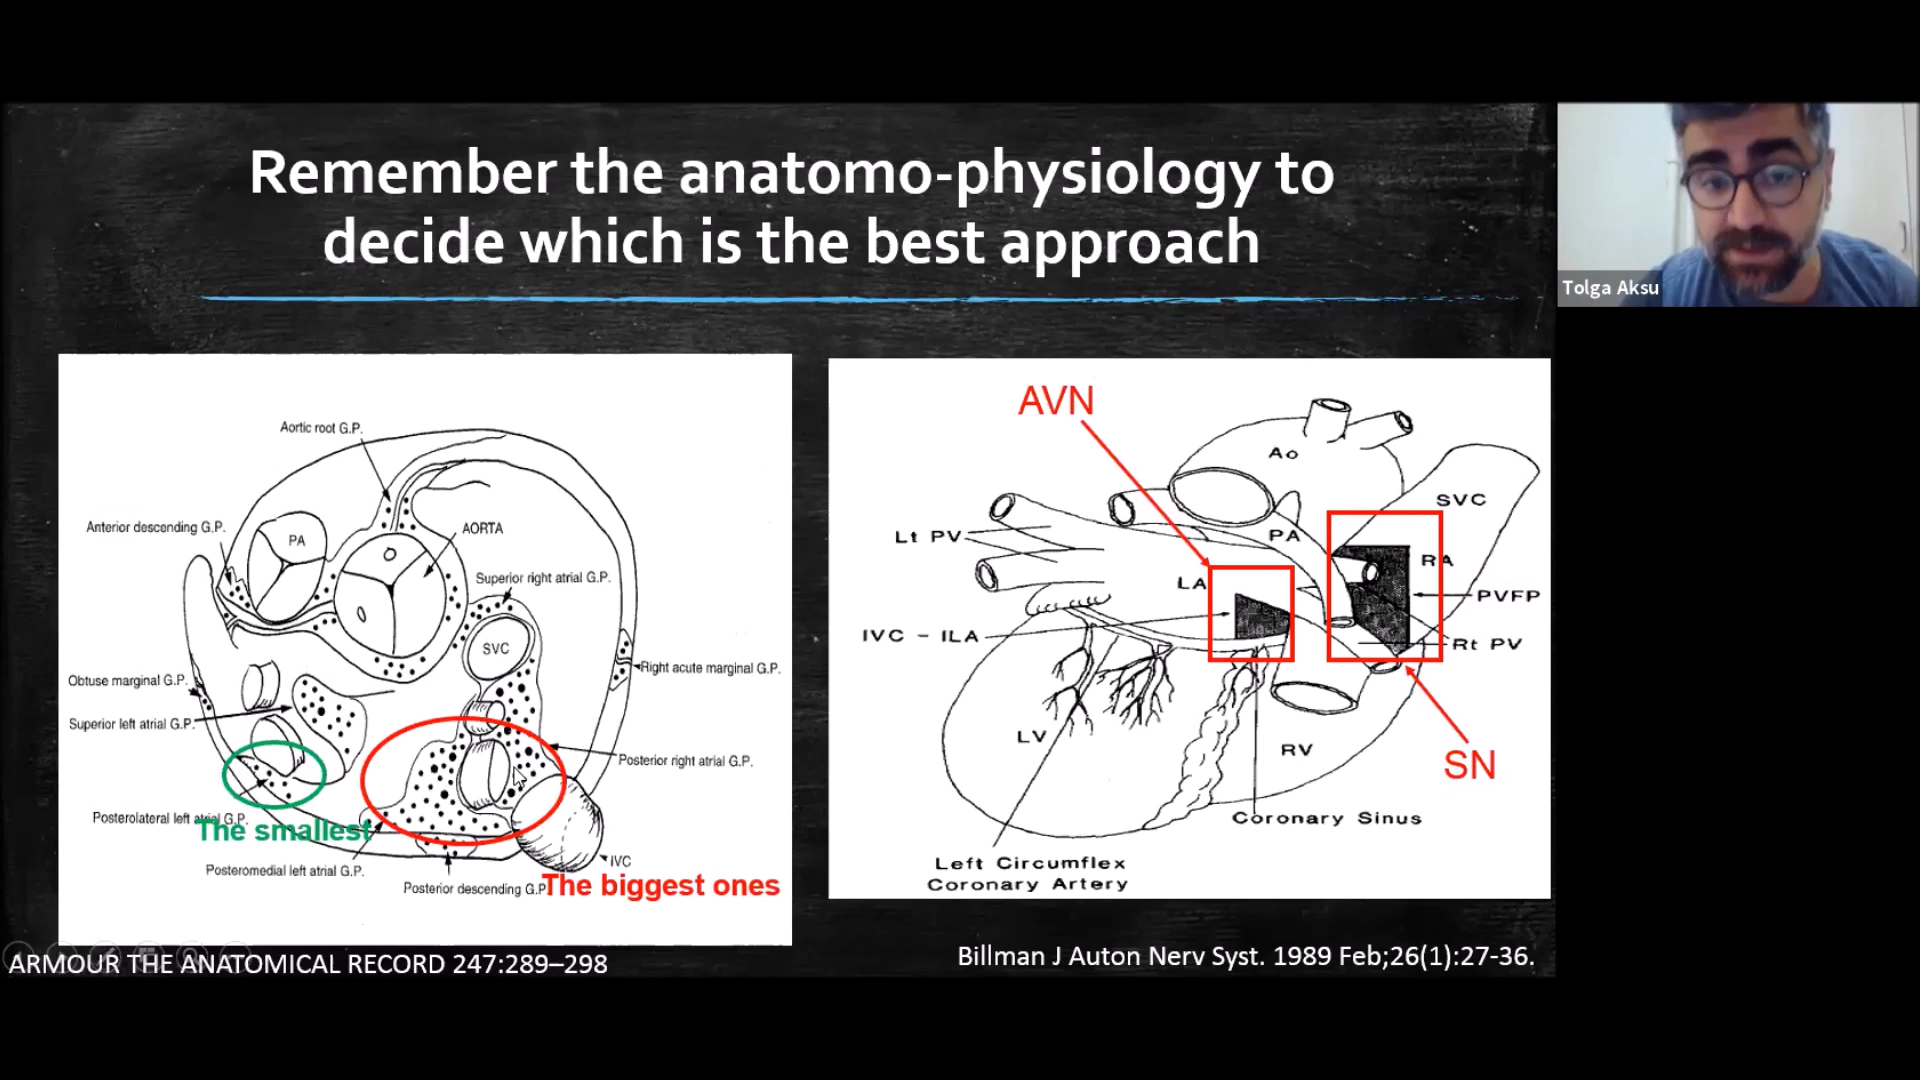 Remember the anatomo-physiology to
decide which is the best approach
Tolga Aksu
Aortic root G.P.
Anterior descending G.P.
PA
AORTA
Superior right atrial G.P.
SVC
Right acute marginal G.P.
Obtuse marginal G.P.
Superior left atrial G.P.
Posterior right atrial G.P.
Posterolateral left atrial G.P.
The smallest
Posteromedial left atrial G.P.
IVC
Posterior descending G.P.
The biggest ones
ARMOUR THE ANATOMICAL RECORD 247:289–298
AVN
Ao
SVC
Lt PV
PA
RA
LA
PVFP
IVC - ILA
Rt PV
LV
RV
SN
Coronary Sinus
Left Circumflex
Coronary Artery
Billman J Auton Nerv Syst. 1989 Feb;26(1):27-36.